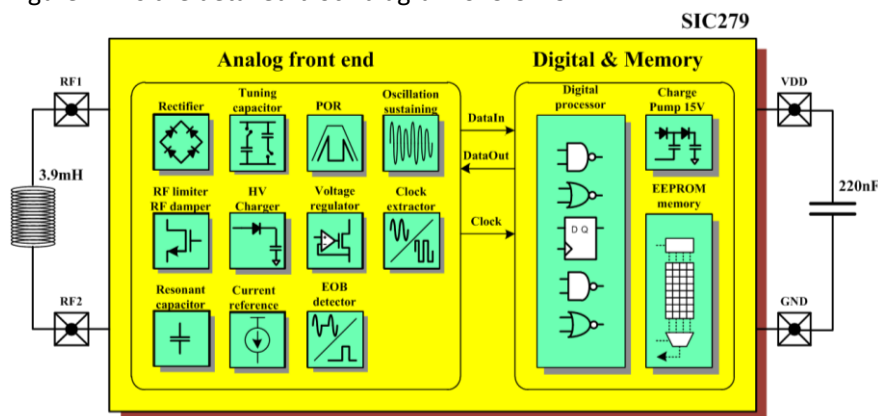 SIC279
Analog front end
Digital & Memory
RF1
VDD
Rectifier
Tuning
capacitor
POR
Oscillation
sustaining
Digital
processor
Charge
Pump 15V
DataIn
DataOut
3.9mH
RF limiter
RF damper
HV
Charger
Voltage
regulator
Clock
extractor
EEPROM
memory
220nF
Clock
D Q
RF2
Resonant
capacitor
Current
reference
EOB
detector
GND